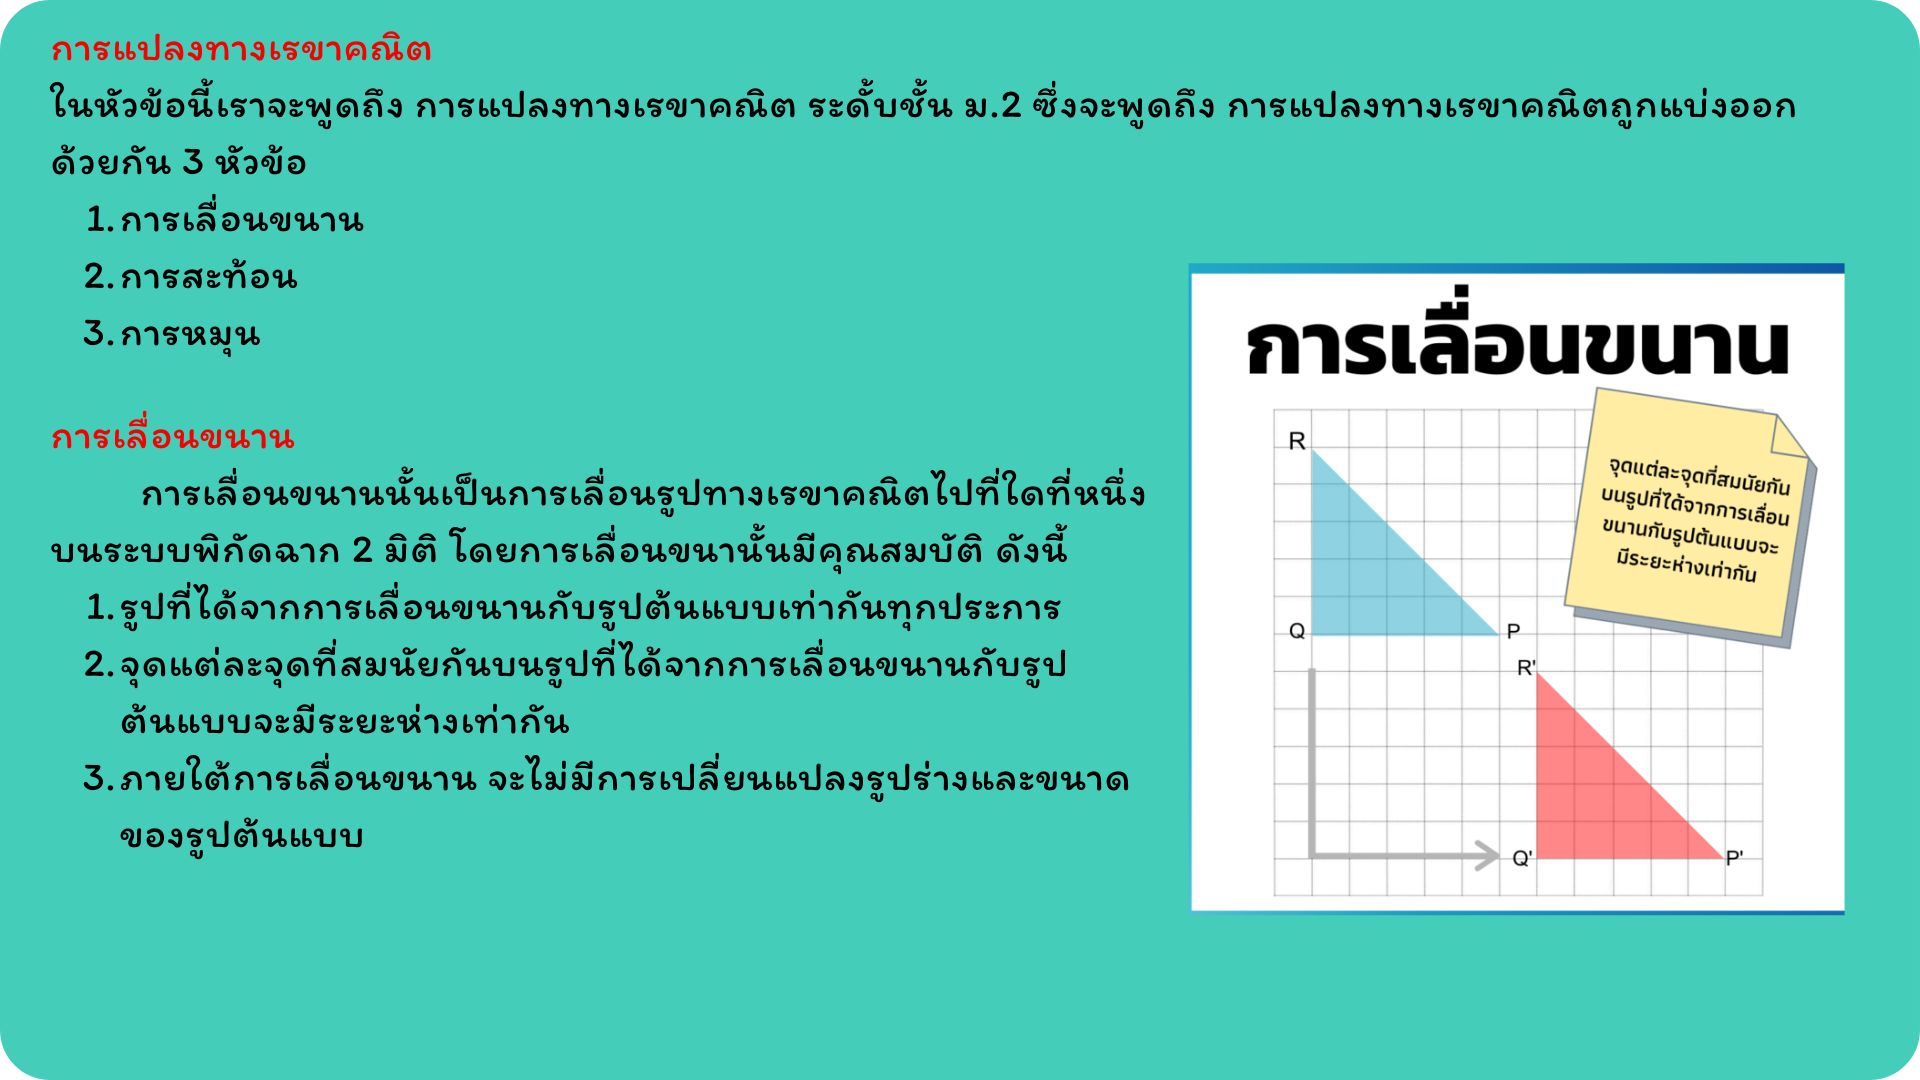 การแปลงทางเรขาคณิต
ในหัวข้อนี้เราจะพูดถึง การแปลงทางเรขาคณิต ระดั้บชั้น ม.2 ซึ่งจะพูดถึง การแปลงทางเรขาคณิตถูกแบ่งออก
ด้วยกัน 3 หัวข้อ
1. การเลื่อนขนาน
2. การสะท้อน
3. การหมุน
การเลื่อนขนาน
การเลื่อนขนานนั้นเป็นการเลื่อนรูปทางเรขาคณิตไปที่ใดที่หนึ่ง
บนระบบพิกัดฉาก 2 มิติ โดยการเลื่อนขนานั้นมีคุณสมบัติ ดังนี้
1. รูปที่ได้จากการเลื่อนขนานกับรูปต้นแบบเท่ากันทุกประการ
2. จุดแต่ละจุดที่สมนัยกันบนรูปที่ได้จากการเลื่อนขนานกับรูป
ต้นแบบจะมีระยะห่างเท่ากัน
3. ภายใต้การเลื่อนขนาน จะไม่มีการเปลี่ยนแปลงรูปร่างและขนาด
ของรูปต้นแบบ
การเลื่อนขนาน
จุดแต่ละจุดที่สมนัยกัน
บนรูปที่ได้จากการเลื่อน
ขนานกับรูปต้นแบบจะ
มีระยะห่างเท่ากัน
R
Q
P
R'
Q'
P'